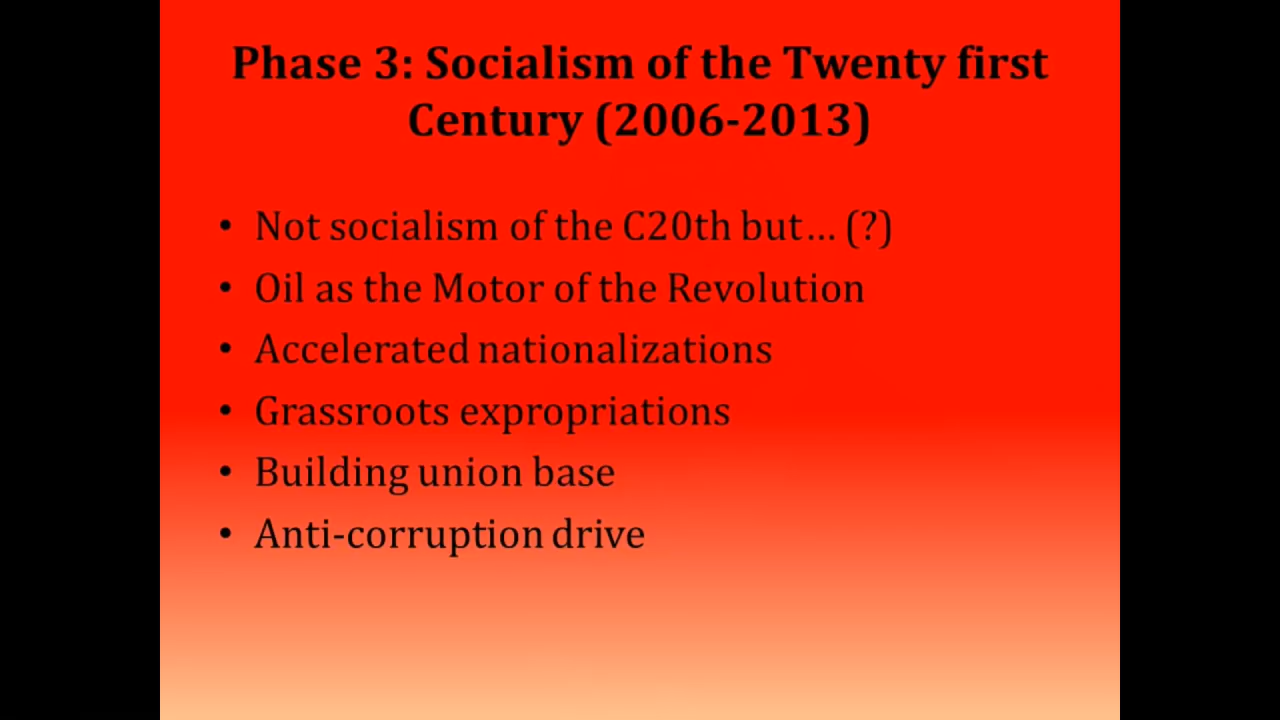 Phase 3: Socialism of the Twenty first
Century (2006-2013)
• Not socialism of the C20th but… (?)
• Oil as the Motor of the Revolution
• Accelerated nationalizations
• Grassroots expropriations
• Building union base
• Anti-corruption drive